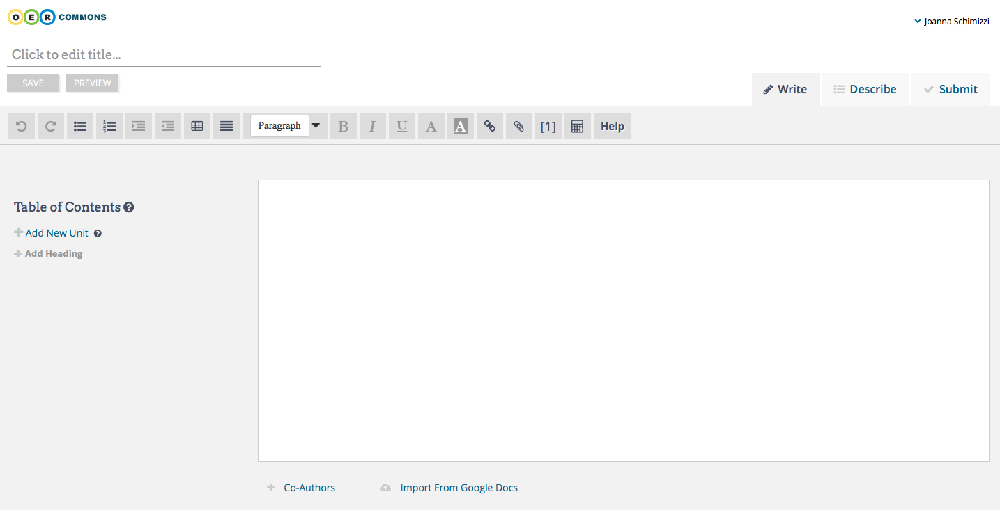 OER COMMONS
Joanna Schimizzi
Click to edit title...
SAVE PREVIEW
Write Describe Submit
Paragraph B I U A A [1] Help
Table of Contents
Add New Unit
Add Heading
Co-Authors Import From Google Docs